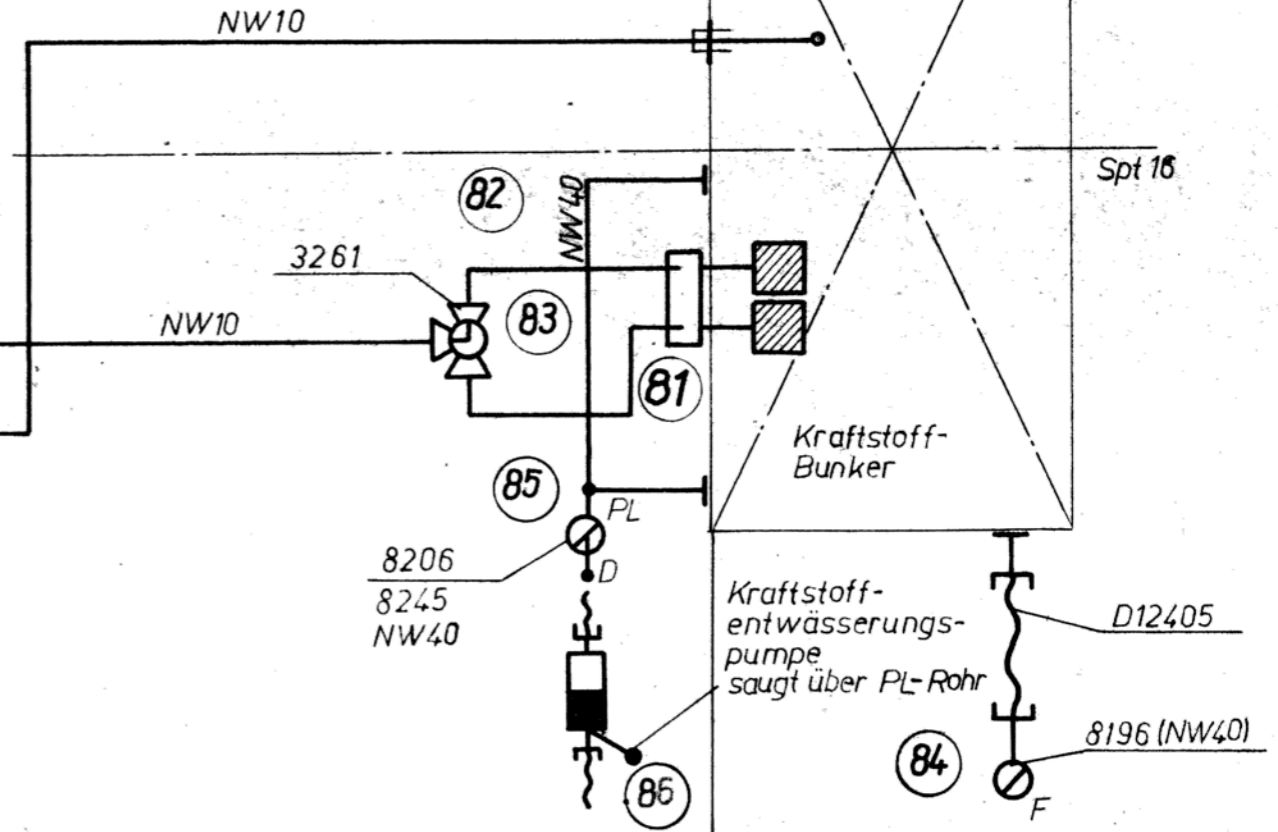 NW10
Spt 16
82
NW40
3261
83
NW10
81
Kraftstoff-
Bunker
85
PL
8206
8245
NW40
D
Kraftstoff-
entwässerungs-
pumpe
saugt über PL-Rohr
D12405
86
84
8196 (NW40)
F